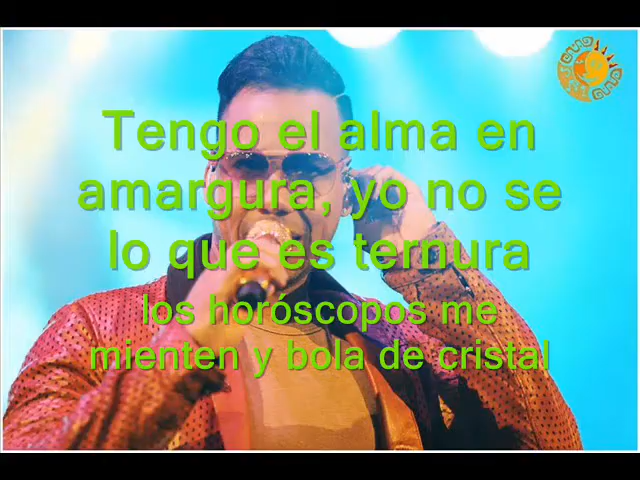 Tengo el alma en
amargura, yo no se
lo que es ternura
los horóscopos me
mienten y bola de cristal